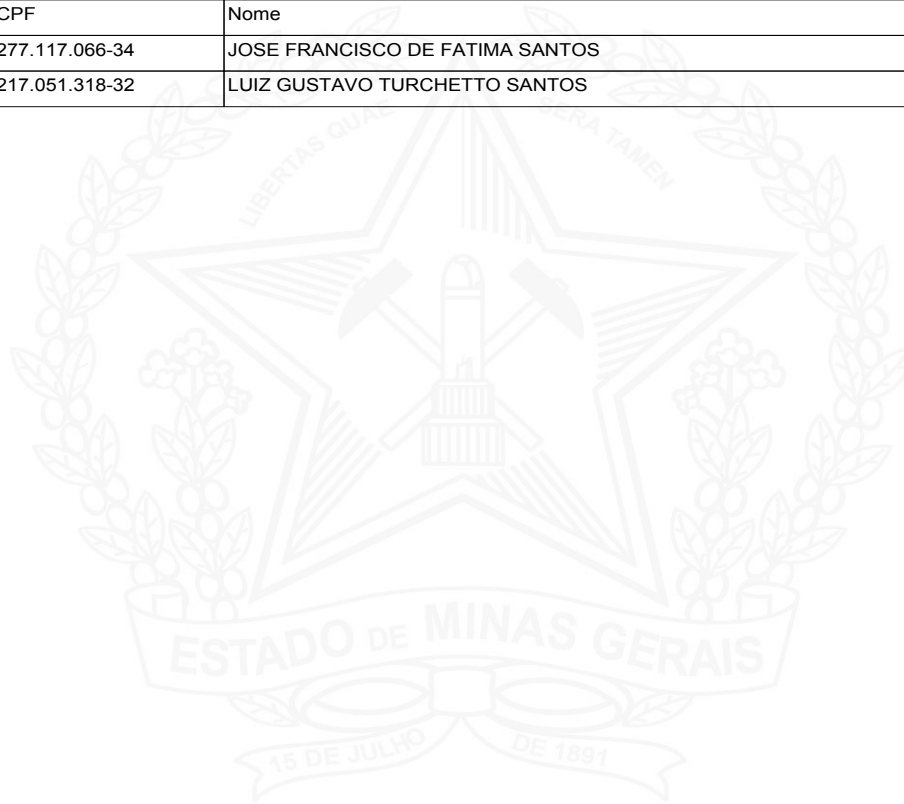 CPF Nome
277.117.066-34 JOSE FRANCISCO DE FATIMA SANTOS
217.051.318-32 LUIZ GUSTAVO TURCHETTO SANTOS
LIBERTAS QUAE SERA TAMEN
ESTADO DE MINAS GERAIS
15 DE JULHO DE 1891